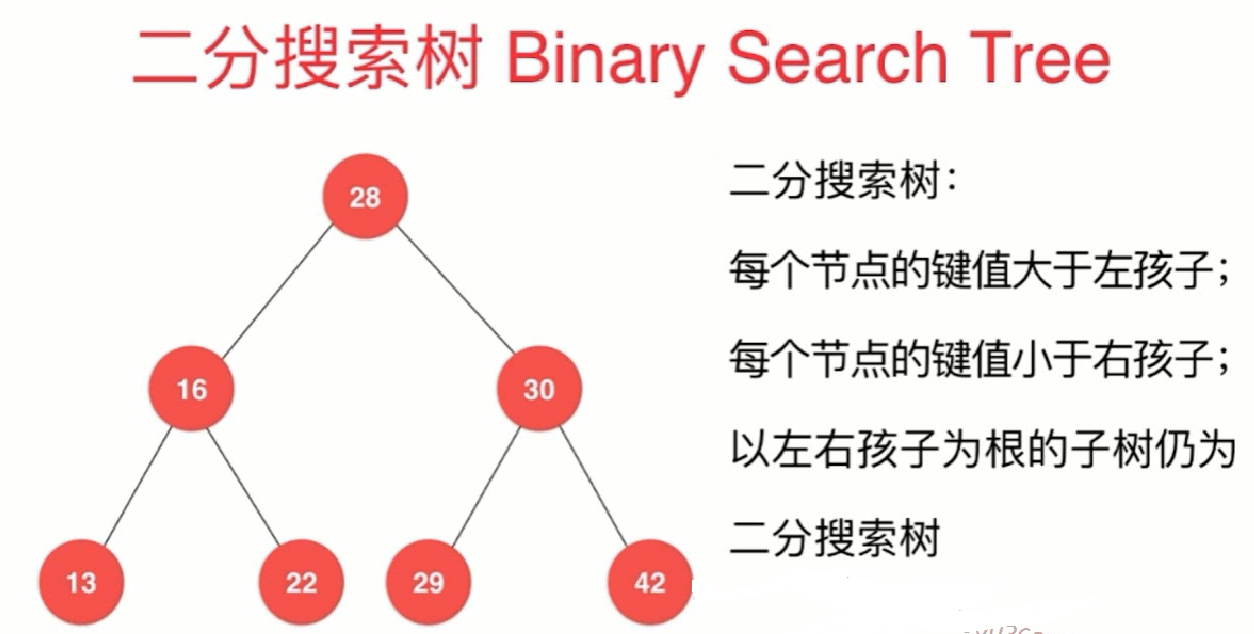 二分搜索树 Binary Search Tree
28
二分搜索树：
每个节点的键值大于左孩子；
16
30
每个节点的键值小于右孩子；
以左右孩子为根的子树仍为
二分搜索树
13
22
29
42